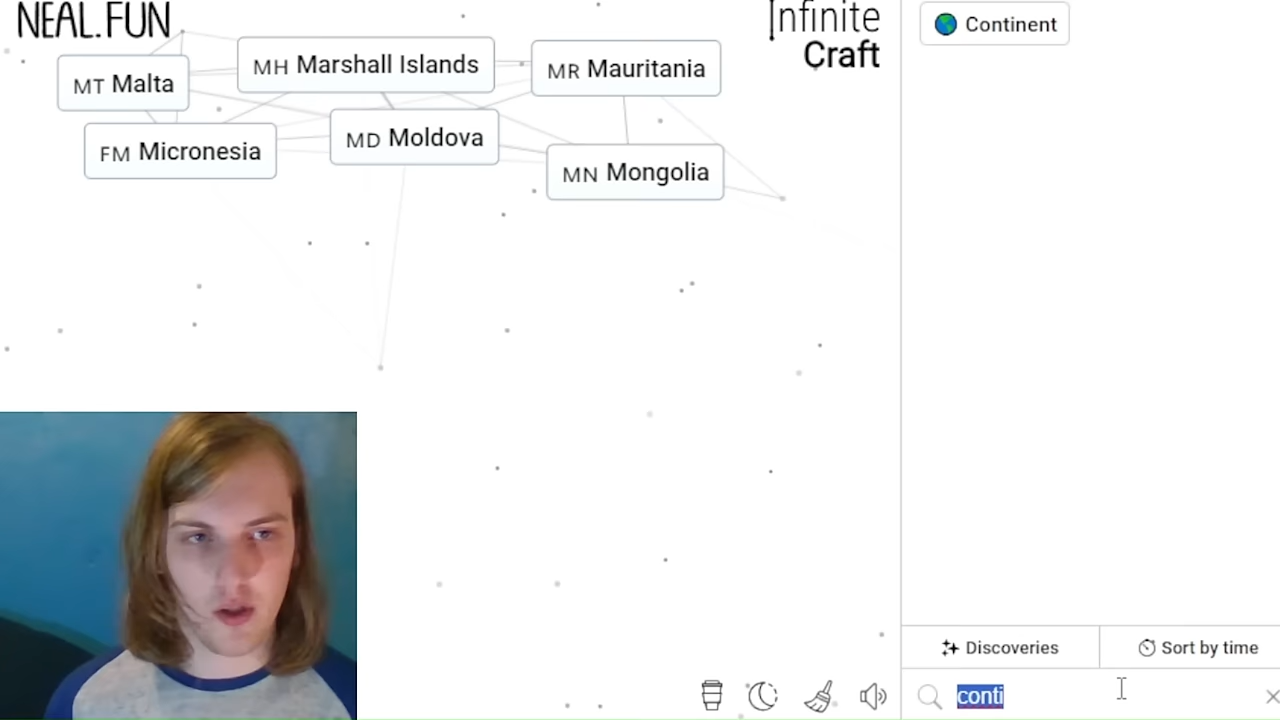 NEAL.FUN
Infinite
Craft
MT Malta
MH Marshall Islands
MR Mauritania
FM Micronesia
MD Moldova
MN Mongolia
Continent
Discoveries
Sort by time
conti